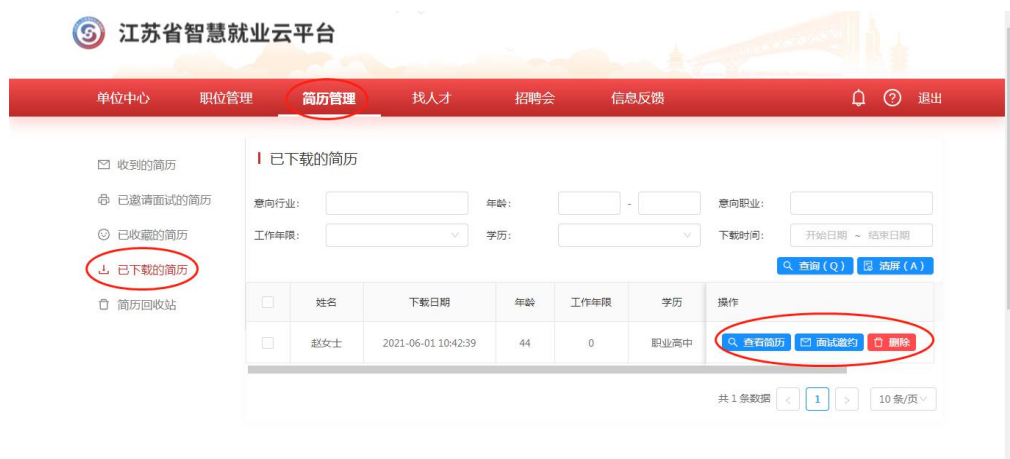 江苏省智慧就业云平台
单位中心 职位管理 简历管理 找人才 招聘会 信息反馈 退出
收到的简历
已邀请面试的简历
已收藏的简历
已下载的简历
简历回收站
已下载的简历
意向行业: 年龄: - 意向职业:
工作年限: 学历: 下载时间: 开始日期 ~ 结束日期
查询(Q) 清屏(A)
姓名 下载日期 年龄 工作年限 学历 操作
赵女士 2021-06-01 10:42:39 44 0 职业高中 查看简历 面试邀约 删除
共1条数据 < 1 > 10条/页